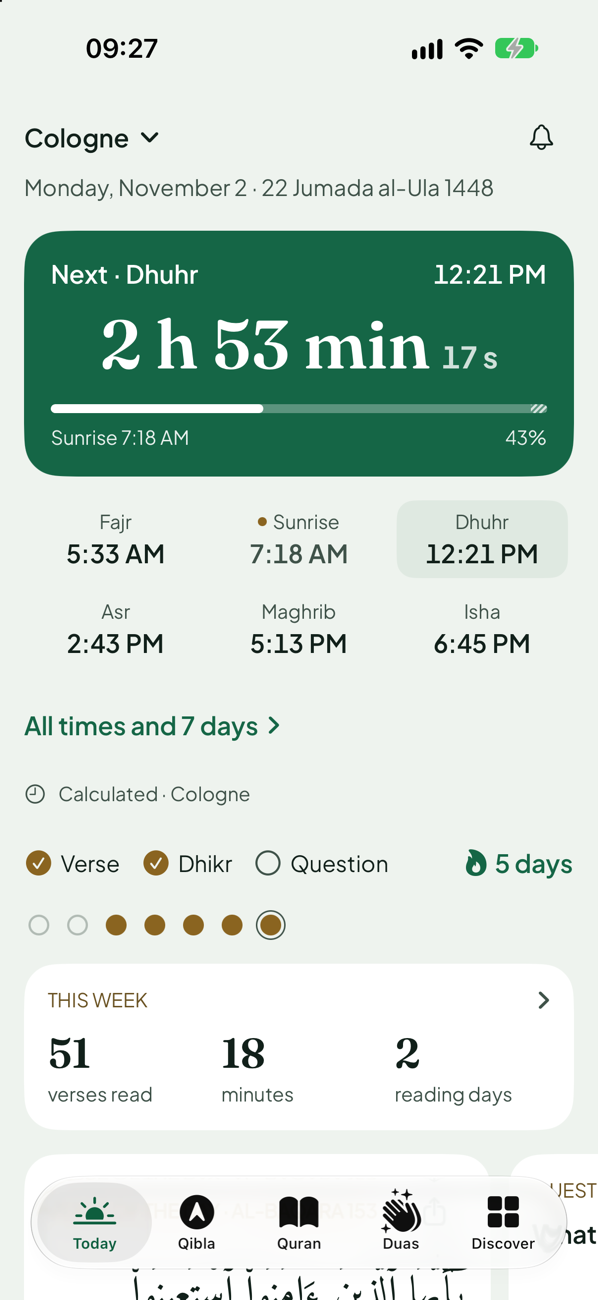 09:27
Cologne
Monday, November 2 · 22 Jumada al-Ula 1448
Next · Dhuhr 12:21 PM
2 h 53 min 17 s
Sunrise 7:18 AM 43%
Fajr Sunrise Dhuhr
5:33 AM 7:18 AM 12:21 PM
Asr Maghrib Isha
2:43 PM 5:13 PM 6:45 PM
All times and 7 days
Calculated · Cologne
Verse Dhikr Question 5 days
THIS WEEK
51 18 2
verses read minutes reading days
Today Qibla Quran Duas Discover